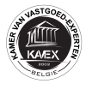 KAMER VAN VASTGOED-EXPERTEN
KAVEX
BELGIË